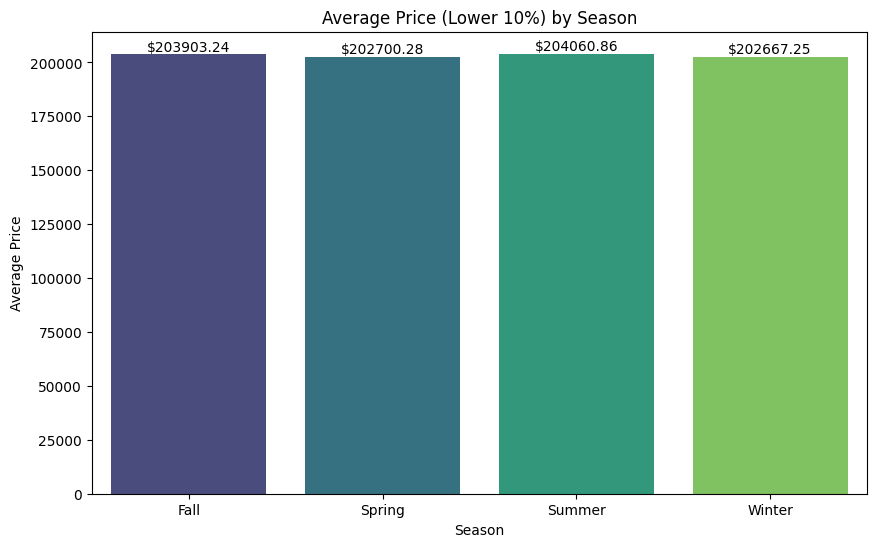 Average Price (Lower 10%) by Season
$203903.24
$202700.28
$204060.86
$202667.25
200000
175000
150000
125000
100000
75000
50000
25000
0
Average Price
Fall
Spring
Summer
Winter
Season